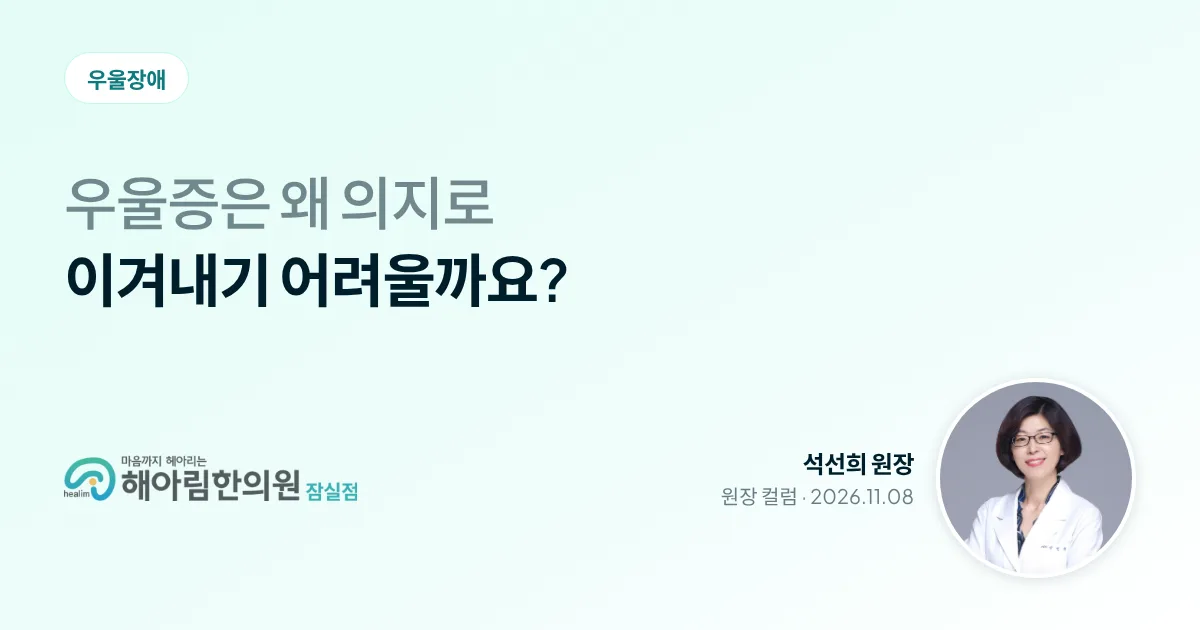 우울장애
우울증은 왜 의지로
이겨내기 어려울까요?
마음까지 헤아리는
healim 해아림한의원 잠실점
석선희 원장
원장 컬럼 · 2026.11.08